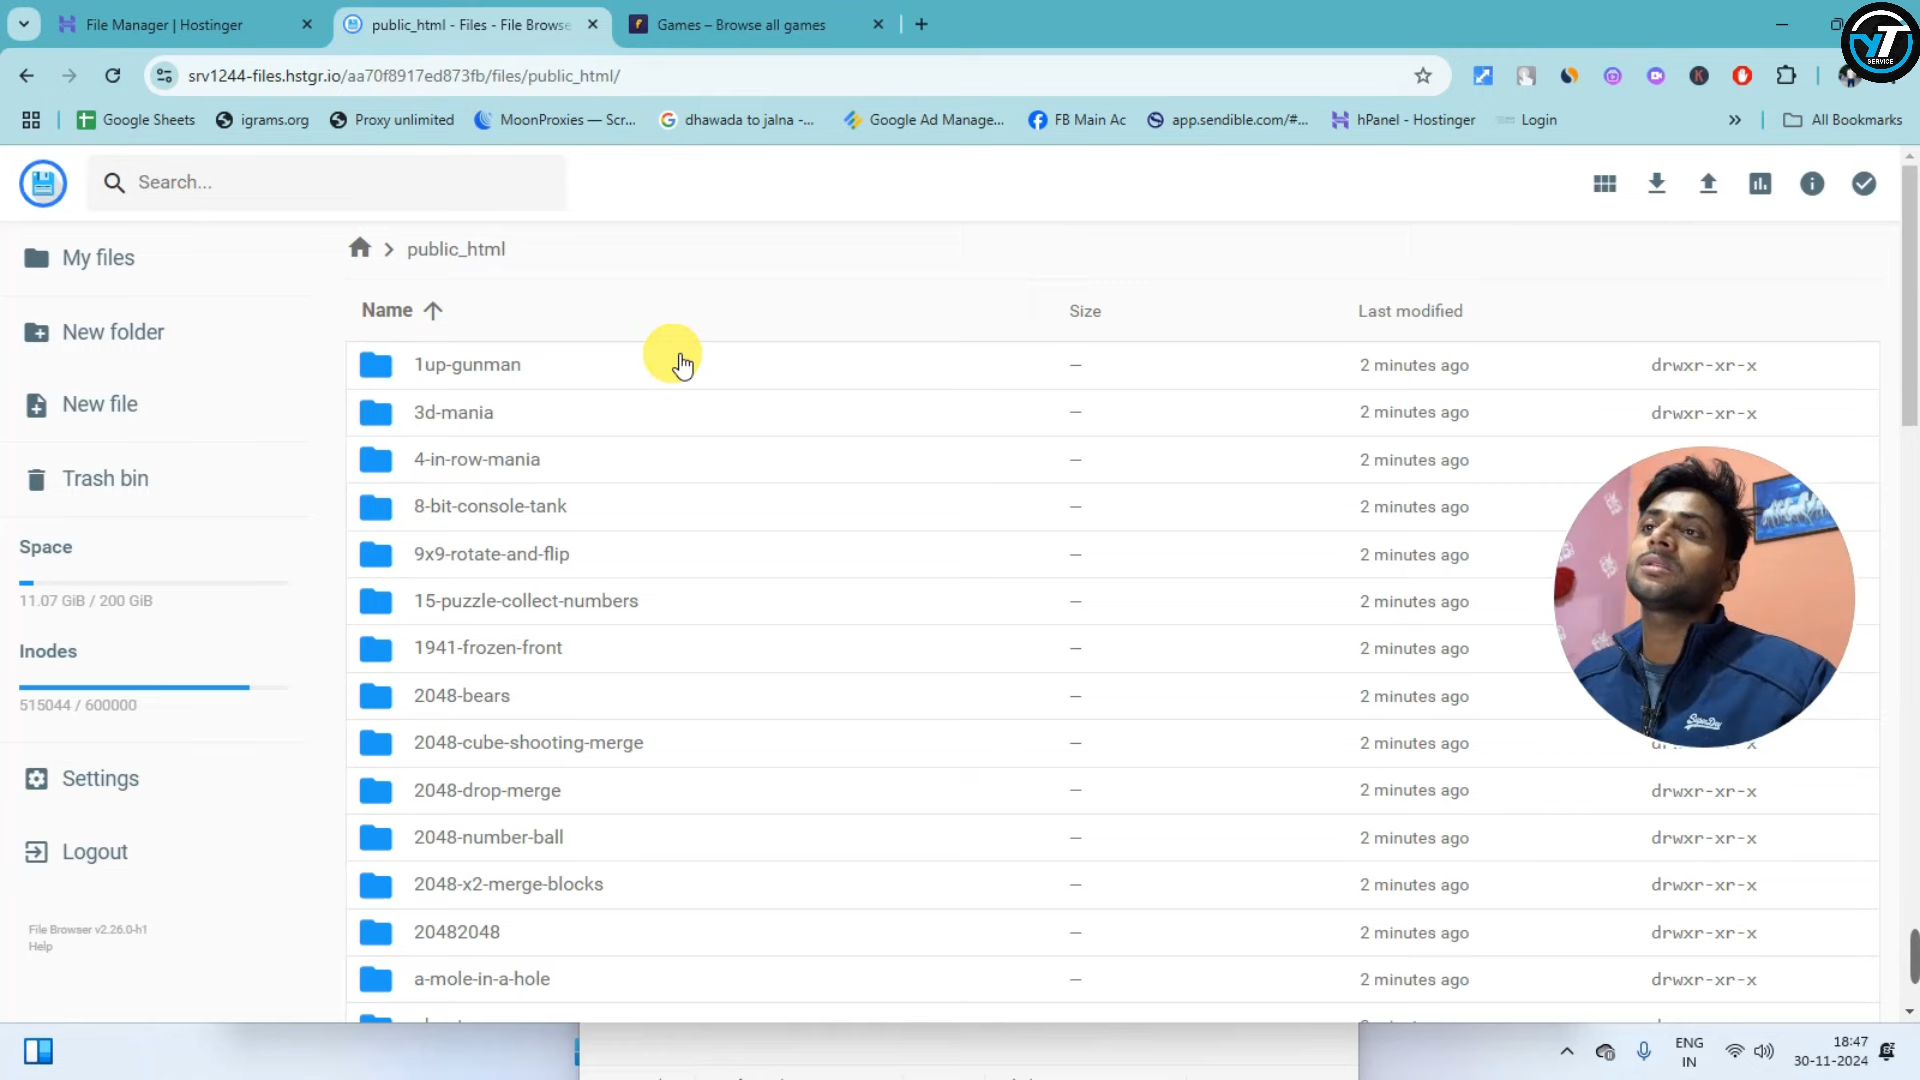 File Manager | Hostinger
public_html - Files - File Browse
Games – Browse all games
YT
SERVICE
srv1244-files.hstgr.io/aa70f8917ed873fb/files/public_html/
K
Google Sheets
igrams.org
Proxy unlimited
MoonProxies — Scr...
dhawada to jalna -...
Google Ad Manage...
FB Main Ac
app.sendible.com/#...
hPanel - Hostinger
Login
All Bookmarks
Search...
My files
New folder
New file
Trash bin
Space
11.07 GiB / 200 GiB
Inodes
515044 / 600000
Settings
Logout
File Browser v2.26.0-h1
Help
public_html
Name Size Last modified
1up-gunman — 2 minutes ago drwxr-xr-x
3d-mania — 2 minutes ago drwxr-xr-x
4-in-row-mania — 2 minutes ago
8-bit-console-tank — 2 minutes ago
9x9-rotate-and-flip — 2 minutes ago
15-puzzle-collect-numbers — 2 minutes ago
1941-frozen-front — 2 minutes ago
2048-bears — 2 minutes ago
2048-cube-shooting-merge — 2 minutes ago
2048-drop-merge — 2 minutes ago drwxr-xr-x
2048-number-ball — 2 minutes ago drwxr-xr-x
2048-x2-merge-blocks — 2 minutes ago drwxr-xr-x
20482048 — 2 minutes ago drwxr-xr-x
a-mole-in-a-hole — 2 minutes ago drwxr-xr-x
ENG
IN
18:47
30-11-2024